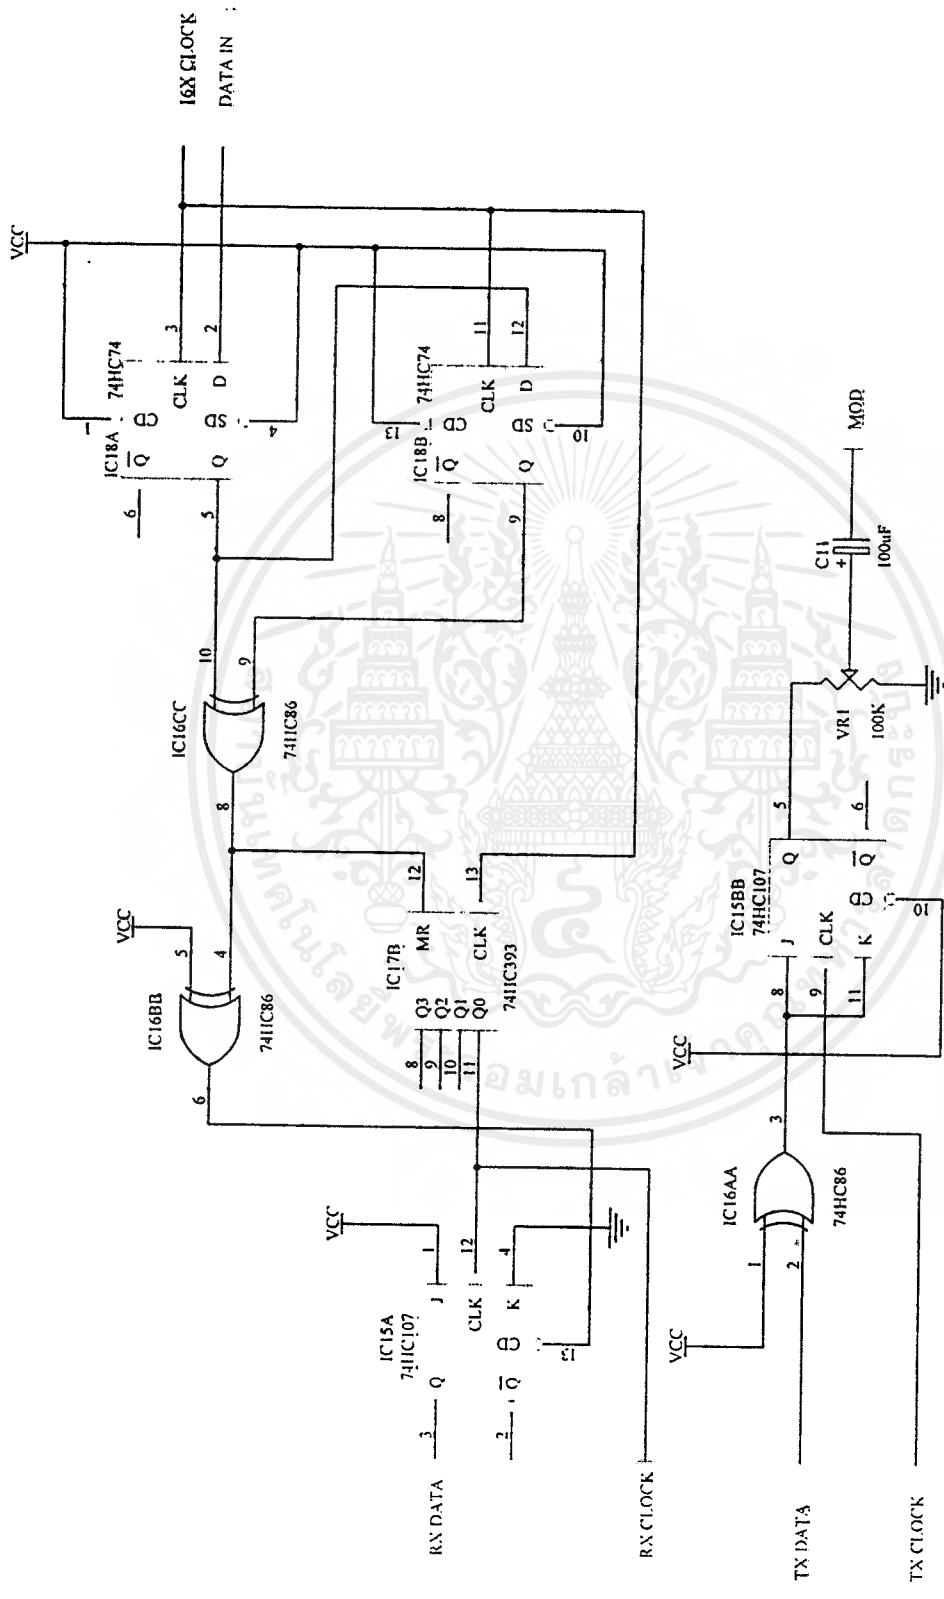 16X CLOCK
DATA IN
VCC
IC18A
74HC74
3
CLK
2
D
1
CD
4
SD
Q
6
Q
5
IC18B
74HC74
11
CLK
12
D
13
CD
10
SD
Q
8
Q
9
IC16CC
74HC86
10
9
8
VCC
IC16BB
74HC86
5
4
6
IC17B
74HC393
12
MR
13
CLK
Q3
Q2
Q1
Q0
8
9
10
11
VCC
IC15A
74HC107
1
J
12
CLK
4
K
CD
13
Q
3
Q
2
RX DATA
RX CLOCK
TX DATA
TX CLOCK
VCC
1
2
3
IC16AA
74HC86
VCC
IC15BB
74HC107
8
J
9
CLK
11
K
CD
10
Q
5
Q
6
VR1
100K
C11
+
100uF
MOD